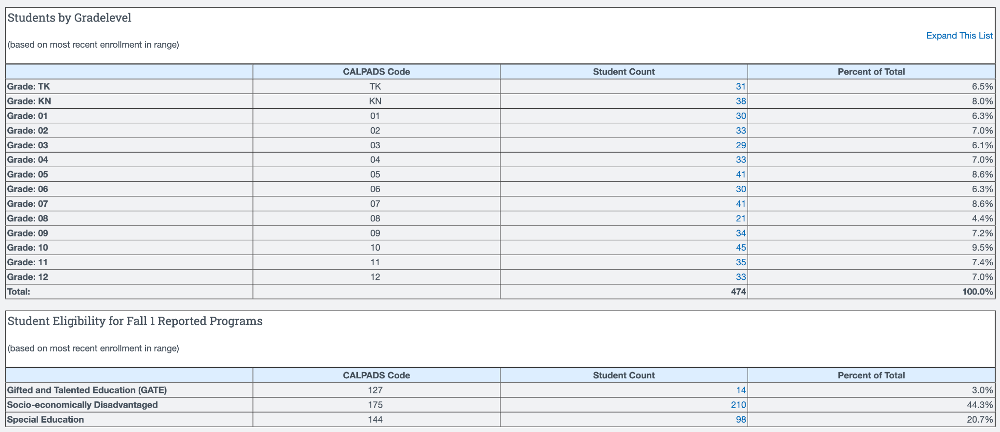 Students by Gradelevel
Expand This List
(based on most recent enrollment in range)
CALPADS Code Student Count Percent of Total
Grade: TK TK 31 6.5%
Grade: KN KN 38 8.0%
Grade: 01 01 30 6.3%
Grade: 02 02 33 7.0%
Grade: 03 03 29 6.1%
Grade: 04 04 33 7.0%
Grade: 05 05 41 8.6%
Grade: 06 06 30 6.3%
Grade: 07 07 41 8.6%
Grade: 08 08 21 4.4%
Grade: 09 09 34 7.2%
Grade: 10 10 45 9.5%
Grade: 11 11 35 7.4%
Grade: 12 12 33 7.0%
Total: 474 100.0%
Student Eligibility for Fall 1 Reported Programs
(based on most recent enrollment in range)
CALPADS Code Student Count Percent of Total
Gifted and Talented Education (GATE) 127 14 3.0%
Socio-economically Disadvantaged 175 210 44.3%
Special Education 144 98 20.7%